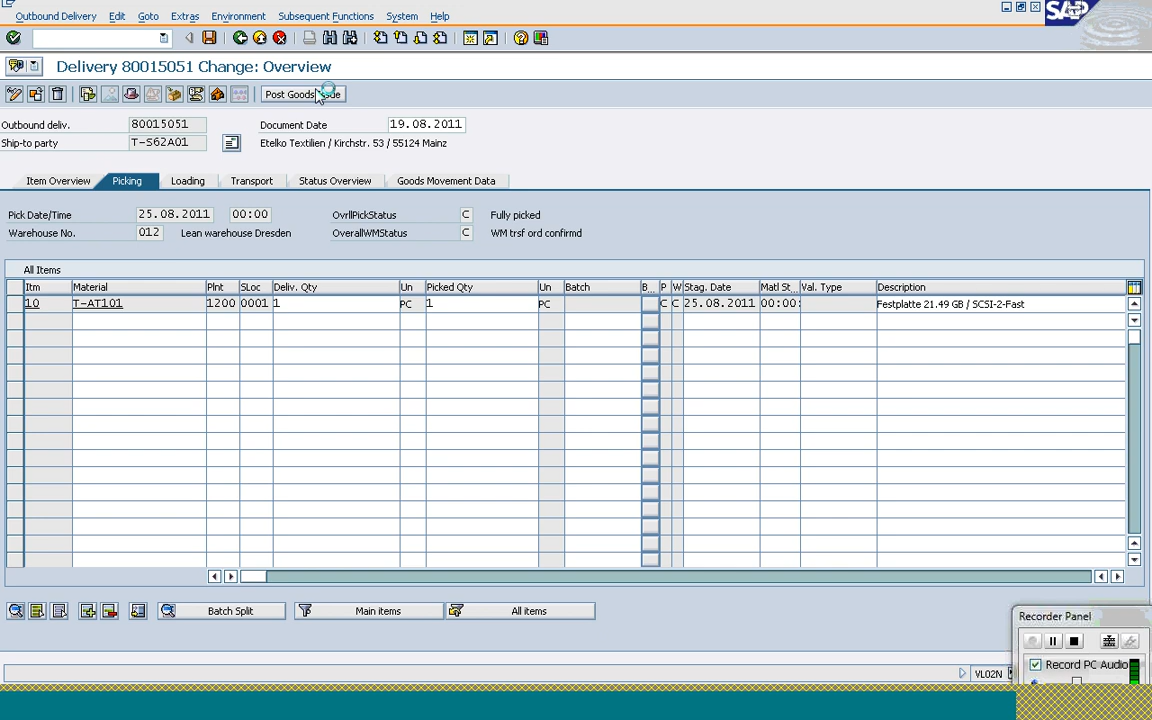 Outbound Delivery Edit Goto Extras Environment Subsequent Functions System Help
SAP
Delivery 80015051 Change: Overview
Post Goods
Outbound deliv. 80015051 Document Date 19.08.2011
Ship-to party T-S62A01 Etelko Textilien / Kirchstr. 53 / 55124 Mainz
Item Overview Picking Loading Transport Status Overview Goods Movement Data
Pick Date/Time 25.08.2011 00:00 OvrllPickStatus C Fully picked
Warehouse No. 012 Lean warehouse Dresden OverallWMStatus C WM trsf ord confirmd
All Items
Itm Material Plnt SLoc Deliv. Qty Un Picked Qty Un Batch B.. P W Stag. Date Matl St.. Val. Type Description
10 T-AT101 1200 0001 1 PC 1 PC C C 25.08.2011 00:00: Festplatte 21.49 GB / SCSI-2-Fast
Batch Split Main items All items
Recorder Panel
Record PC Audio
VL02N